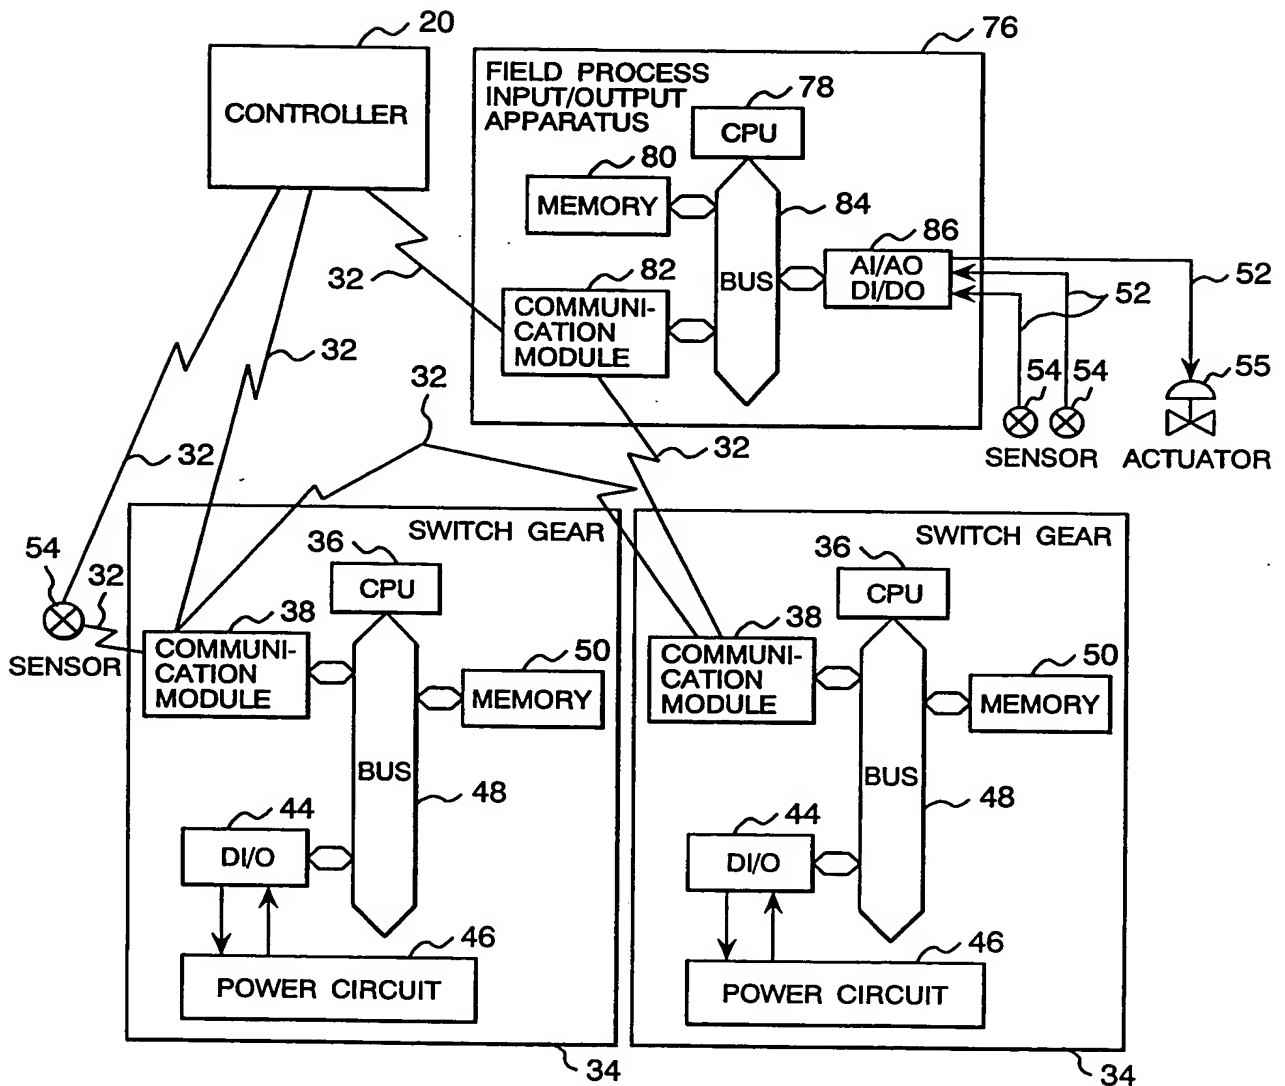 20
CONTROLLER
76
FIELD PROCESS
INPUT/OUTPUT
APPARATUS
78
CPU
80
MEMORY
84
86
AI/AO
DI/DO
BUS
82
COMMUNI-
CATION
MODULE
32
52
52
32
32
54
54
55
SENSOR
ACTUATOR
32
32
SWITCH GEAR
36
CPU
54
32
SENSOR
38
COMMUNI-
CATION
MODULE
50
MEMORY
BUS
48
44
DI/O
46
POWER CIRCUIT
34
SWITCH GEAR
36
CPU
38
COMMUNI-
CATION
MODULE
50
MEMORY
BUS
48
44
DI/O
46
POWER CIRCUIT
34